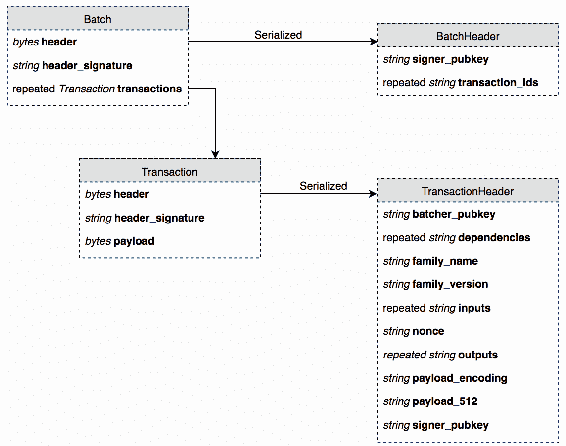 Batch
bytes header
string header_signature
repeated Transaction transactions
Serialized
BatchHeader
string signer_pubkey
repeated string transaction_ids
Transaction
bytes header
string header_signature
bytes payload
Serialized
TransactionHeader
string batcher_pubkey
repeated string dependencies
string family_name
string family_version
repeated string inputs
string nonce
repeated string outputs
string payload_encoding
string payload_512
string signer_pubkey